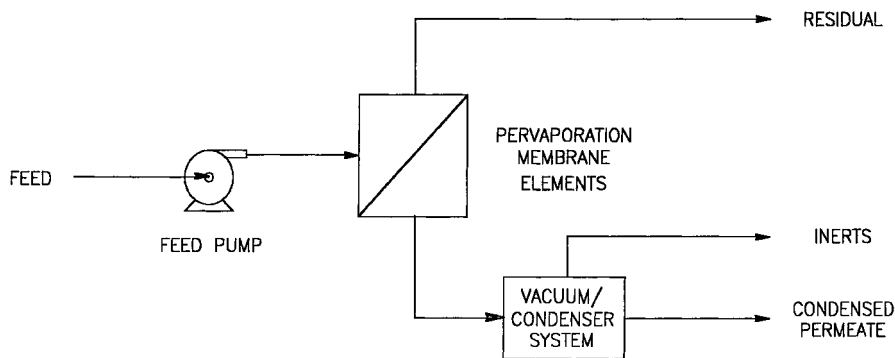 RESIDUAL
PERVAPORATION
MEMBRANE
ELEMENTS
FEED
FEED PUMP
INERTS
VACUUM/
CONDENSER
SYSTEM
CONDENSED
PERMEATE